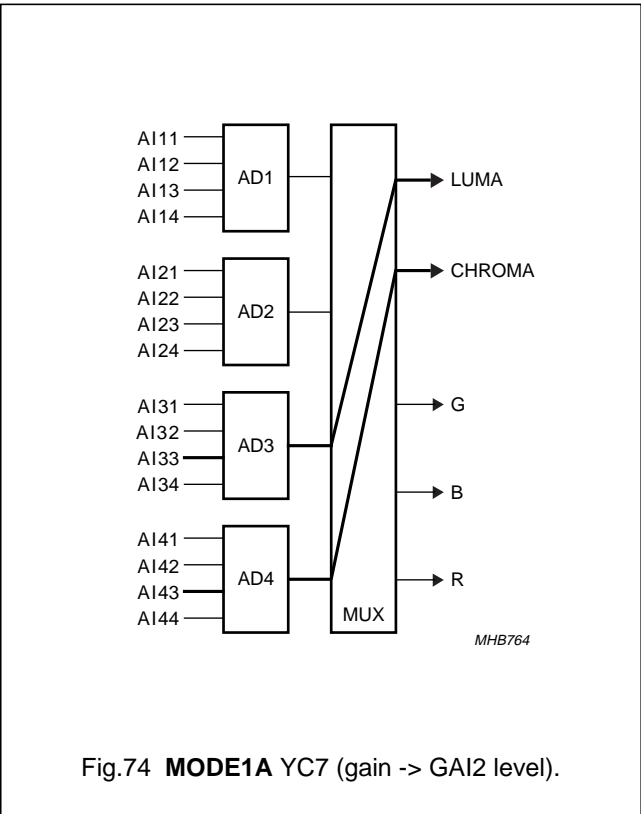 AI11
AI12
AI13
AI14
AD1
AI21
AI22
AI23
AI24
AD2
AI31
AI32
AI33
AI34
AD3
AI41
AI42
AI43
AI44
AD4
MUX
LUMA
CHROMA
G
B
R
MHB764
Fig.74 MODE1A YC7 (gain -> GAI2 level).